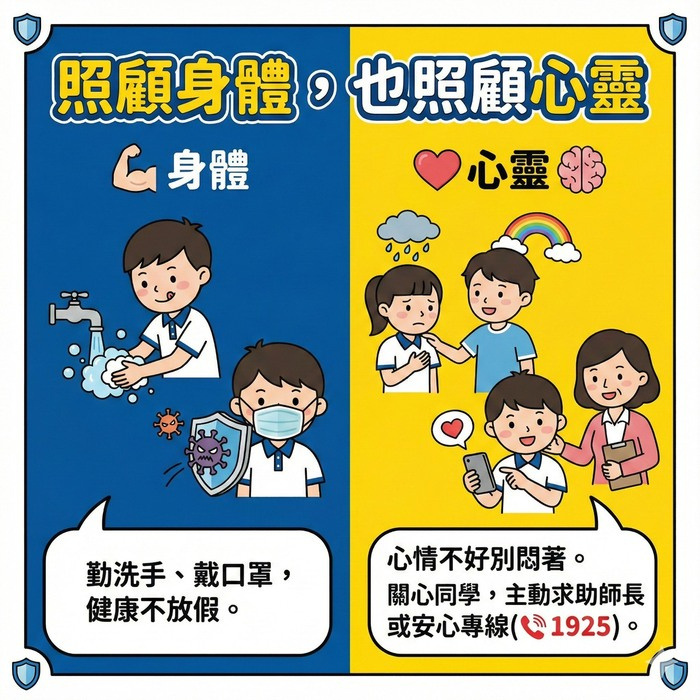 照顧身體，也照顧心靈
身體
心靈
勤洗手、戴口罩，
健康不放假。
心情不好別悶著。
關心同學，主動求助師長
或安心專線(1925)。